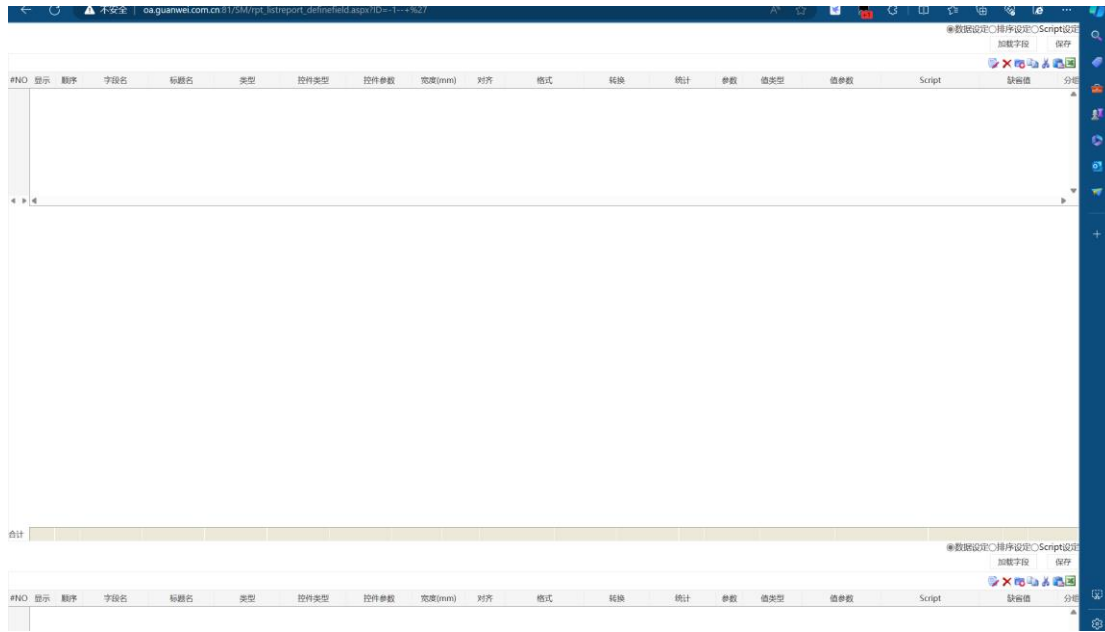 不安全 | oa.guanwei.com.cn:81/SM/rpt_listreport_definefield.aspx?ID=-1--+%27
数据设定 排序设定 Script设定
加载字段 保存
#NO 显示 顺序 字段名 标题名 类型 控件类型 控件参数 宽度(mm) 对齐 格式 转换 统计 参数 值类型 值参数 Script 缺省值 分组
合计
数据设定 排序设定 Script设定
加载字段 保存
#NO 显示 顺序 字段名 标题名 类型 控件类型 控件参数 宽度(mm) 对齐 格式 转换 统计 参数 值类型 值参数 Script 缺省值 分组